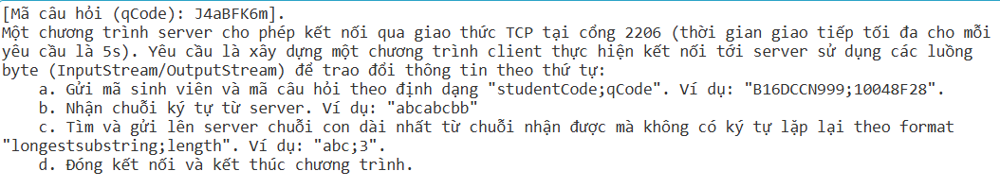 [Mã câu hỏi (qCode): J4aBFK6m].
Một chương trình server cho phép kết nối qua giao thức TCP tại cổng 2206 (thời gian giao tiếp tối đa cho mỗi
yêu cầu là 5s). Yêu cầu là xây dựng một chương trình client thực hiện kết nối tới server sử dụng các luồng
byte (InputStream/OutputStream) để trao đổi thông tin theo thứ tự:
a. Gửi mã sinh viên và mã câu hỏi theo định dạng "studentCode;qCode". Ví dụ: "B16DCCN999;10048F28".
b. Nhận chuỗi ký tự từ server. Ví dụ: "abcabcbb"
c. Tìm và gửi lên server chuỗi con dài nhất từ chuỗi nhận được mà không có ký tự lặp lại theo format
"longestsubstring;length". Ví dụ: "abc;3".
d. Đóng kết nối và kết thúc chương trình.